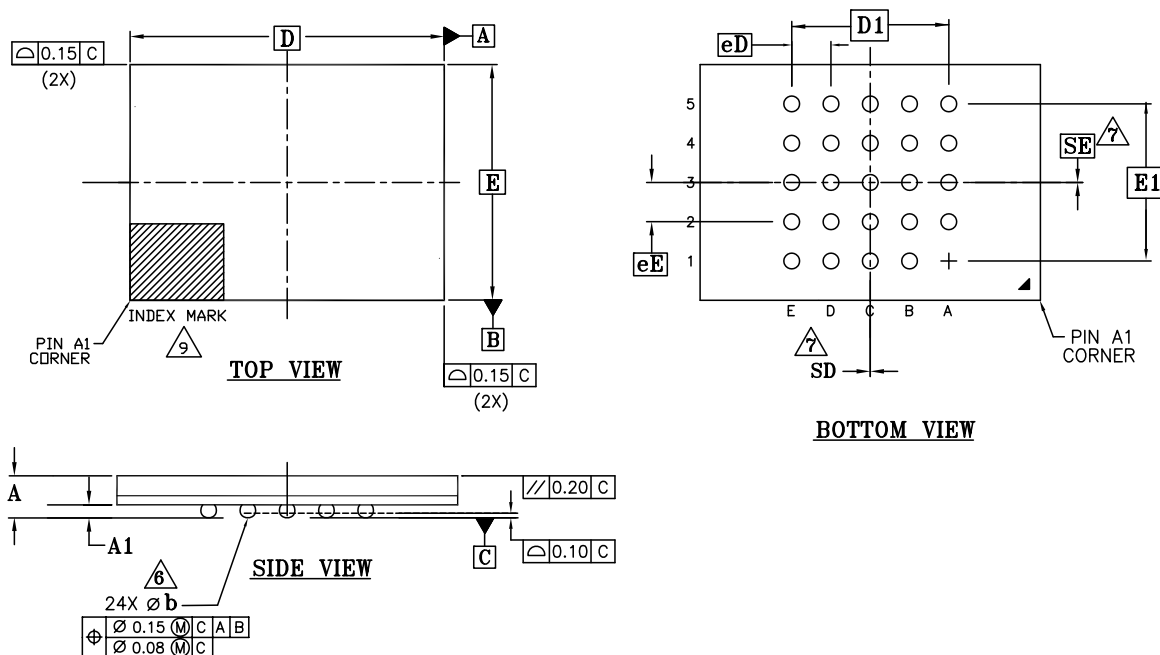 D
A
⌓ 0.15 C
(2X)
E
INDEX MARK
9
PIN A1
CORNER
B
TOP VIEW
⌓ 0.15 C
(2X)
D1
eD
5
4
3
2
1
7
SE
E1
eE
E D C B A
7
SD
PIN A1
CORNER
BOTTOM VIEW
A
A1
// 0.20 C
C
⌓ 0.10 C
SIDE VIEW
6
24X Ø b
⌖ Ø 0.15 Ⓜ C A B
Ø 0.08 Ⓜ C